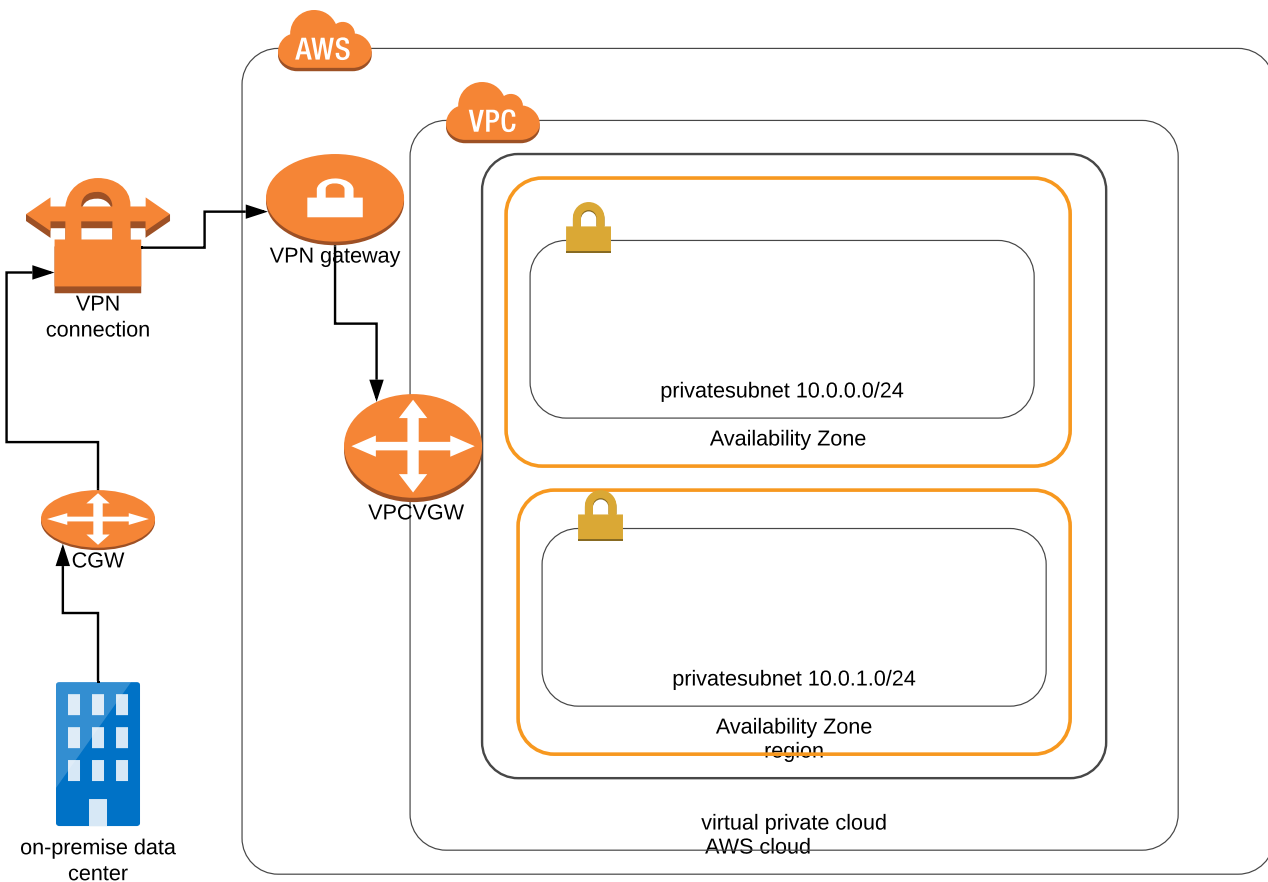 AWS
VPC
VPN gateway
VPN
connection
privatesubnet 10.0.0.0/24
Availability Zone
VPCVGW
CGW
privatesubnet 10.0.1.0/24
Availability Zone
region
virtual private cloud
AWS cloud
on-premise data
center